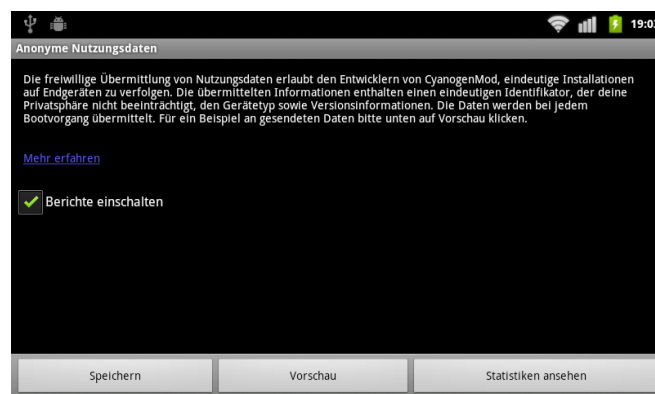 19:03
Anonyme Nutzungsdaten
Die freiwillige Übermittlung von Nutzungsdaten erlaubt den Entwicklern von CyanogenMod, eindeutige Installationen
auf Endgeräten zu verfolgen. Die übermittelten Informationen enthalten einen eindeutigen Identifikator, der deine
Privatsphäre nicht beeinträchtigt, den Gerätetyp sowie Versionsinformationen. Die Daten werden bei jedem
Bootvorgang übermittelt. Für ein Beispiel an gesendeten Daten bitte unten auf Vorschau klicken.
Mehr erfahren
Berichte einschalten
Speichern Vorschau Statistiken ansehen